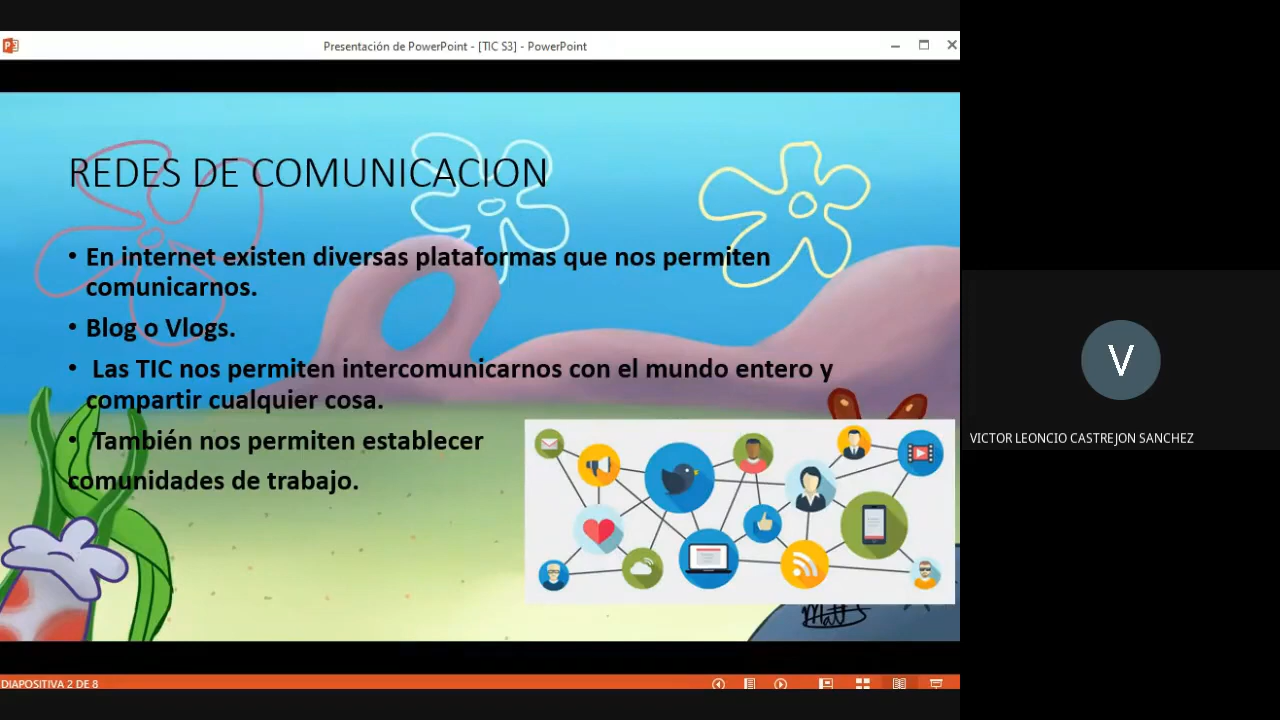 Presentación de PowerPoint - [TIC S3] - PowerPoint
REDES DE COMUNICACION
• En internet existen diversas plataformas que nos permiten
comunicarnos.
• Blog o Vlogs.
• Las TIC nos permiten intercomunicarnos con el mundo entero y
compartir cualquier cosa.
• También nos permiten establecer
comunidades de trabajo.
V
VICTOR LEONCIO CASTREJON SANCHEZ
DIAPOSITIVA 2 DE 8